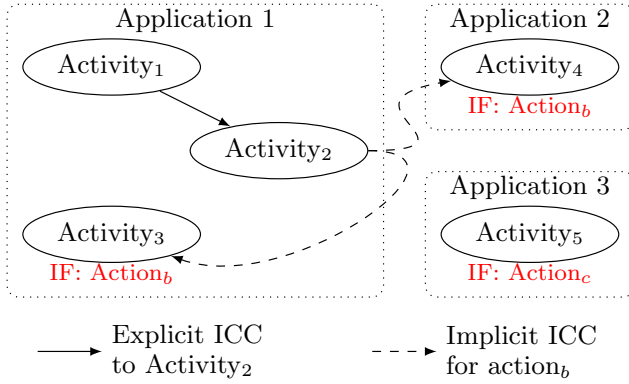 Application 1
Activity₁
Activity₂
Activity₃
IF: Action_b
Application 2
Activity₄
IF: Action_b
Application 3
Activity₅
IF: Action_c
Explicit ICC
to Activity₂
Implicit ICC
for action_b